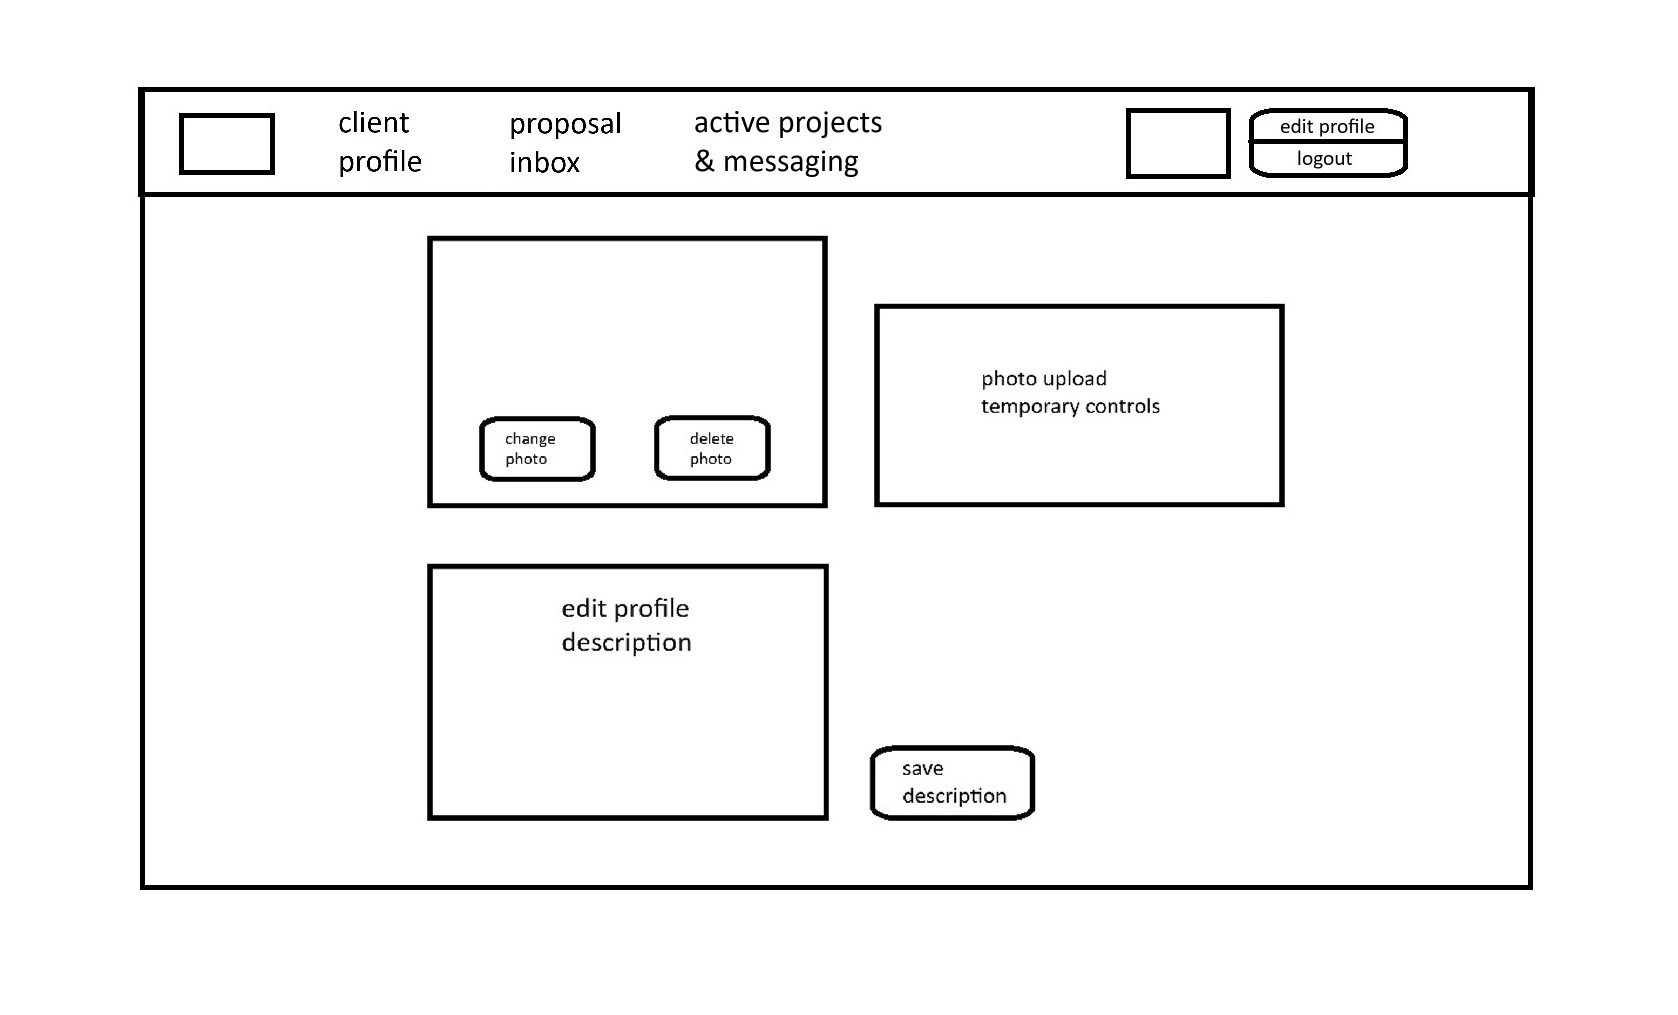 client
profile
proposal
inbox
active projects
& messaging
edit profile
logout
change
photo
delete
photo
photo upload
temporary controls
edit profile
description
save
description